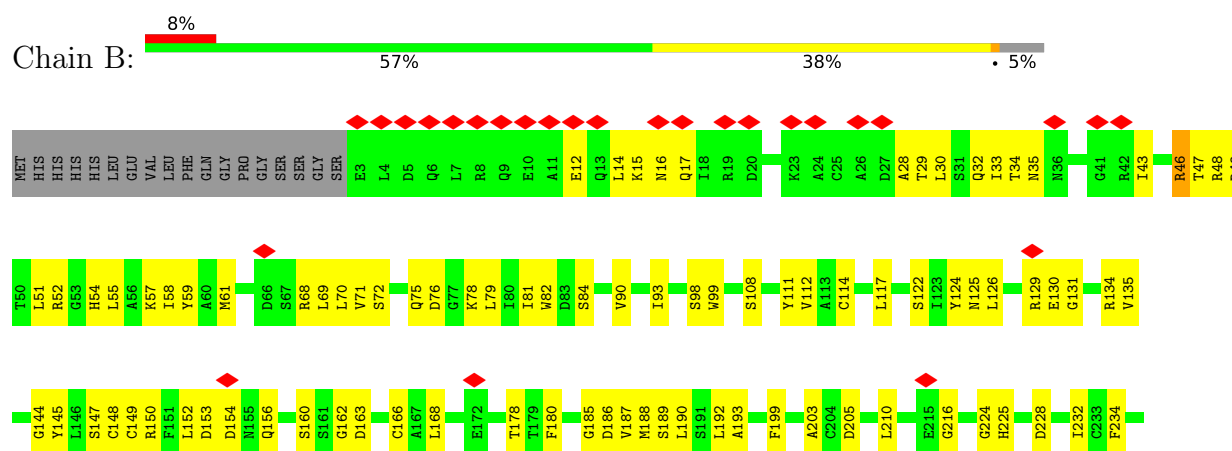 8%
Chain B:
57% 38% • 5%
MET HIS HIS HIS HIS LEU GLU VAL LEU PHE GLN GLY PRO GLY SER SER GLY SER E3 L4 D5 Q6 L7 R8 Q9 E10 A11 E12 Q13 L14 K15 N16 Q17 I18 R19 D20 K23 A24 C25 A26 D27 A28 T29 L30 S31 Q32 I33 T34 N35 N36 G41 R42 I43 R46 T47 R48
T50 L51 R52 G53 H54 L55 A56 K57 I58 Y59 A60 M61 D66 S67 R68 L69 L70 V71 S72 Q75 D76 G77 K78 L79 I80 I81 W82 D83 S84 V90 I93 S98 W99 S108 Y111 V112 A113 C114 L117 S122 I123 Y124 N125 L126 R129 E130 G131 R134 V135
G144 Y145 L146 S147 C148 C149 R150 F151 L152 D153 D154 N155 Q156 S160 S161 G162 D163 C166 A167 L168 E172 T178 T179 F180 G185 D186 V187 M188 S189 L190 S191 L192 A193 F199 A203 C204 D205 L210 E215 G216 G224 H225 D228 I232 C233 F234